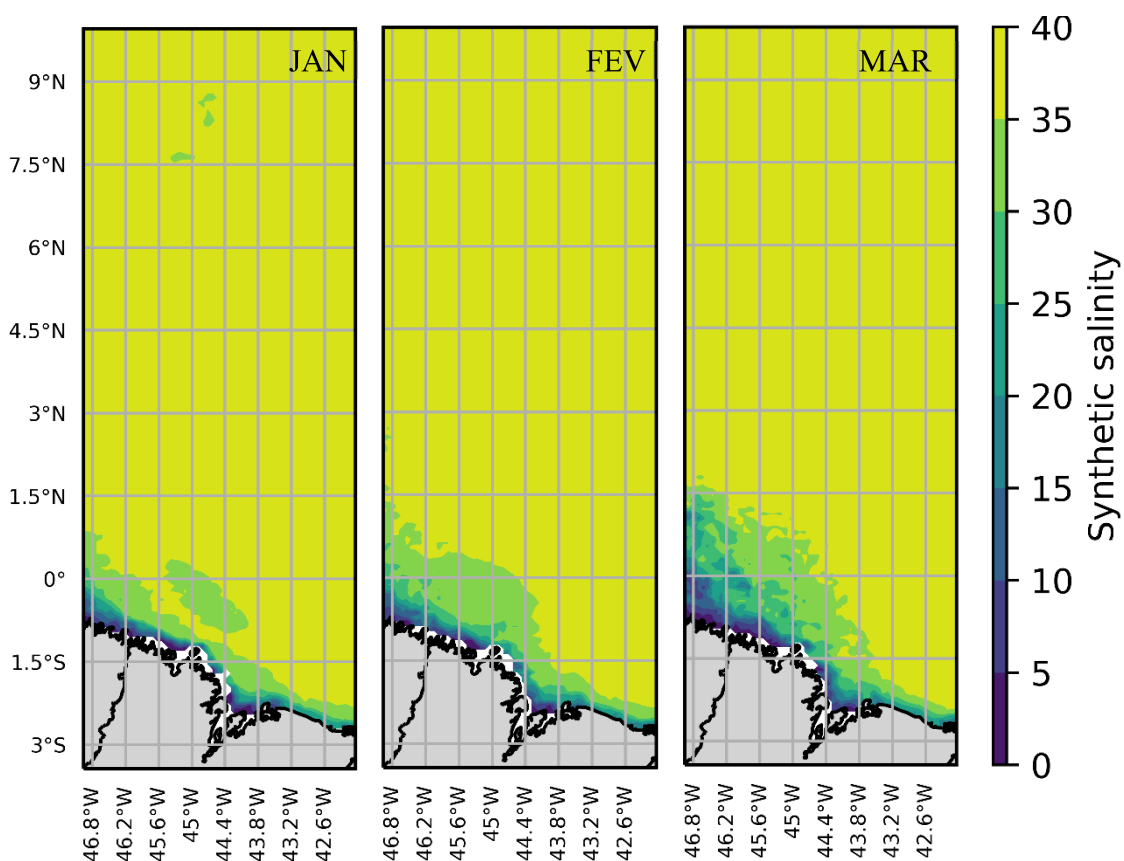 JAN
FEV
MAR
9°N
7.5°N
6°N
4.5°N
3°N
1.5°N
0°
1.5°S
3°S
46.8°W
46.2°W
45.6°W
45°W
44.4°W
43.8°W
43.2°W
42.6°W
46.8°W
46.2°W
45.6°W
45°W
44.4°W
43.8°W
43.2°W
42.6°W
46.8°W
46.2°W
45.6°W
45°W
44.4°W
43.8°W
43.2°W
42.6°W
40
35
30
25
20
15
10
5
0
Synthetic salinity